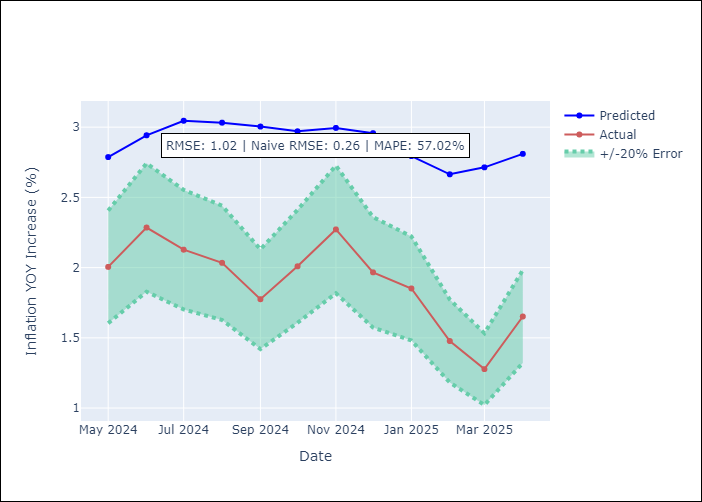 Predicted
Actual
+/-20% Error
RMSE: 1.02 | Naive RMSE: 0.26 | MAPE: 57.02%
3
2.5
2
1.5
1
Inflation YOY Increase (%)
May 2024 Jul 2024 Sep 2024 Nov 2024 Jan 2025 Mar 2025
Date